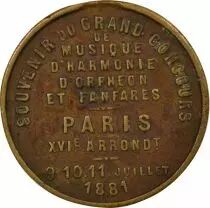 SOUVENIR DU GRAND CONCOURS
DE
MUSIQUE
D'HARMONIE
D'ORPHEON
ET FANFARES
PARIS
XVIE ARRONDT
9,10,11 JUILLET
1881